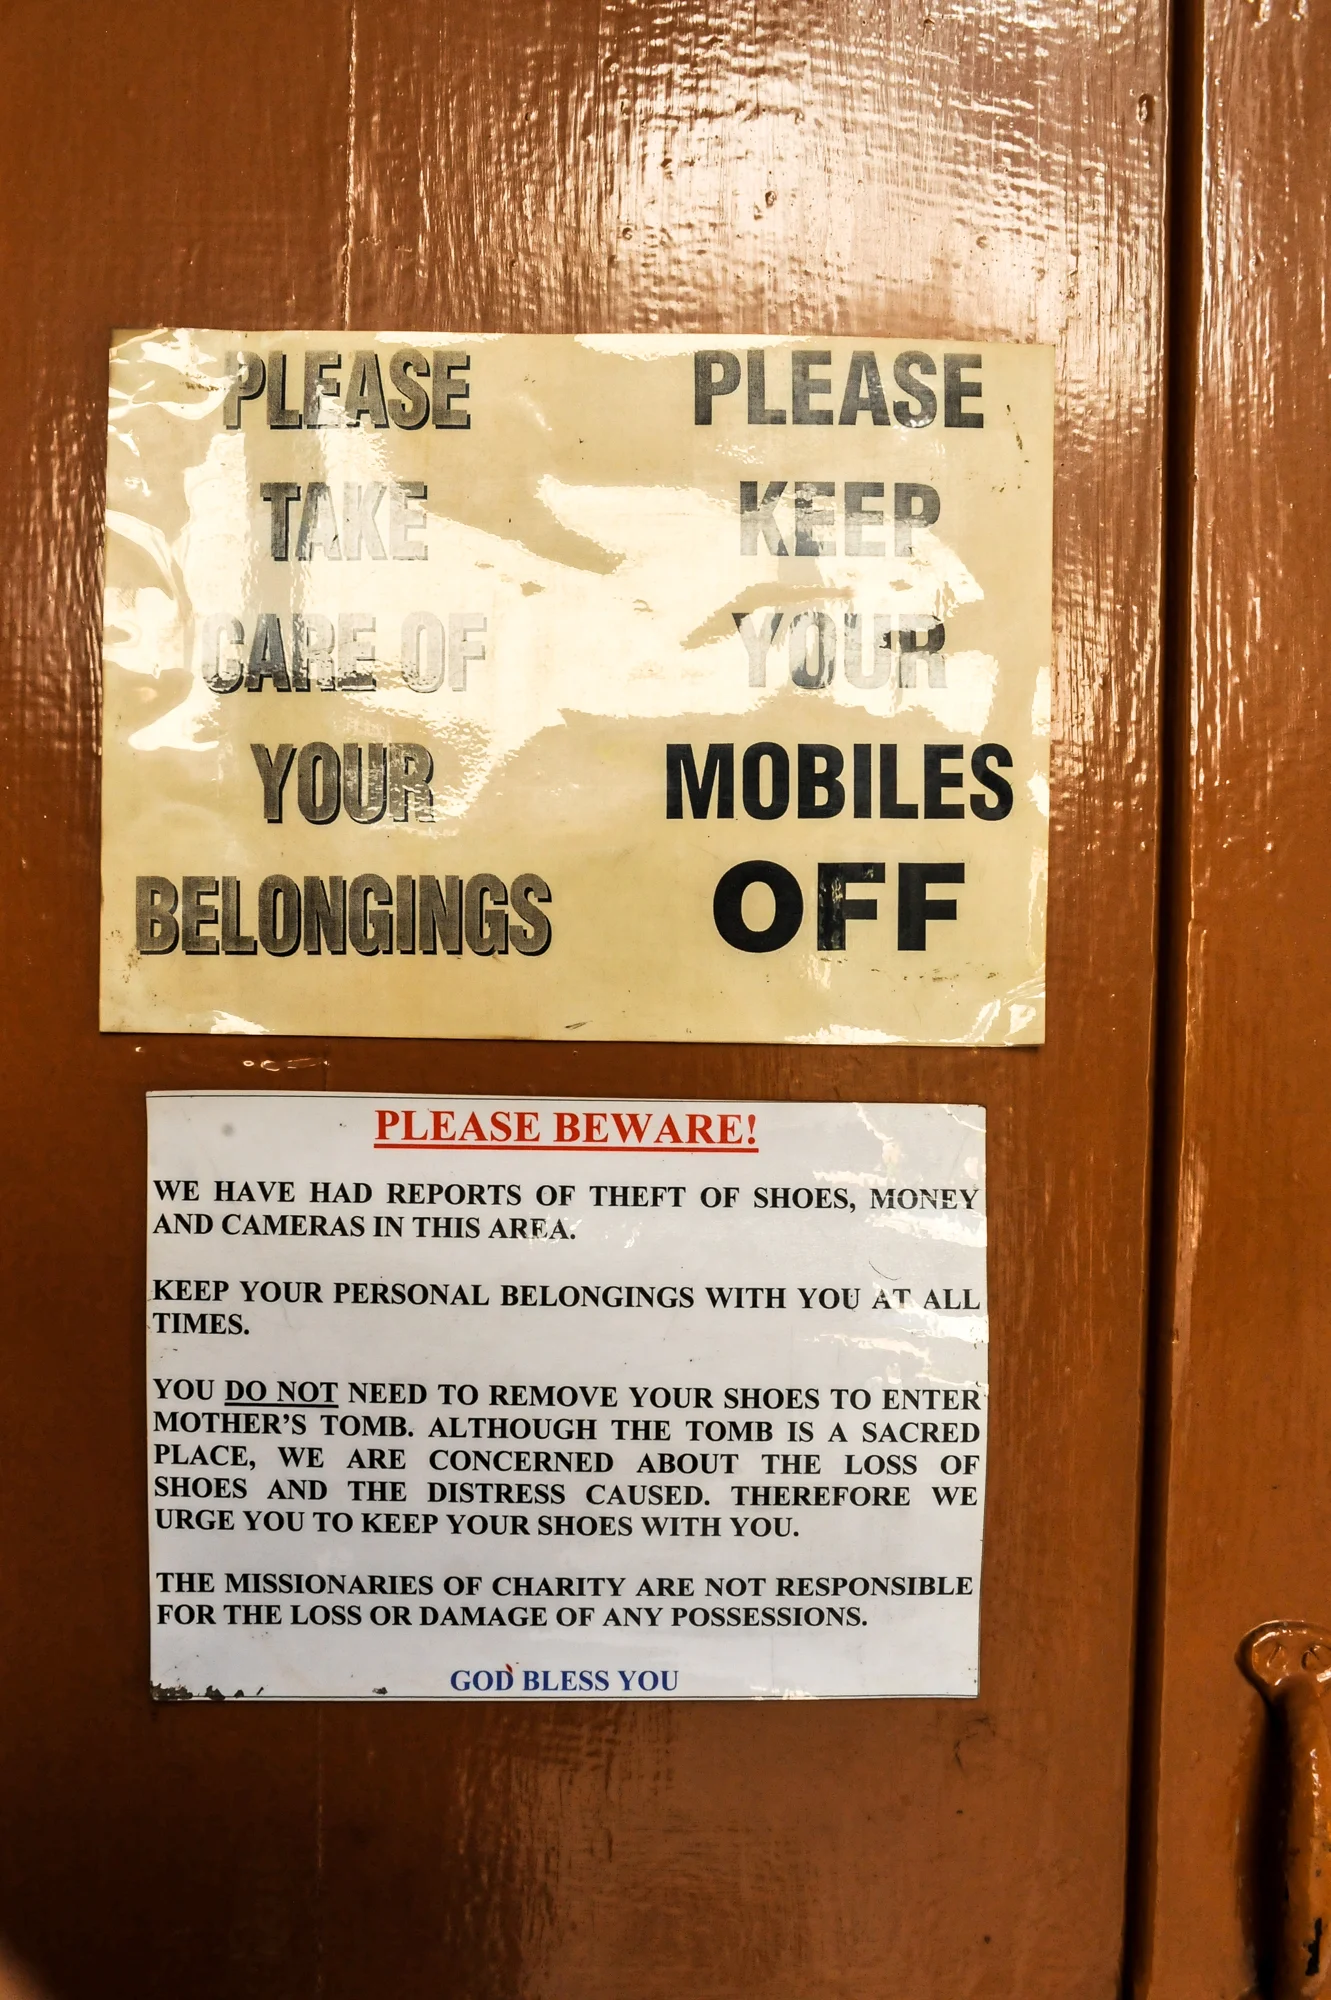 PLEASE
TAKE
CARE OF
YOUR
BELONGINGS
PLEASE
KEEP
YOUR
MOBILES
OFF
PLEASE BEWARE!
WE HAVE HAD REPORTS OF THEFT OF SHOES, MONEY
AND CAMERAS IN THIS AREA.
KEEP YOUR PERSONAL BELONGINGS WITH YOU AT ALL
TIMES.
YOU DO NOT NEED TO REMOVE YOUR SHOES TO ENTER
MOTHER'S TOMB. ALTHOUGH THE TOMB IS A SACRED
PLACE, WE ARE CONCERNED ABOUT THE LOSS OF
SHOES AND THE DISTRESS CAUSED. THEREFORE WE
URGE YOU TO KEEP YOUR SHOES WITH YOU.
THE MISSIONARIES OF CHARITY ARE NOT RESPONSIBLE
FOR THE LOSS OR DAMAGE OF ANY POSSESSIONS.
GOD BLESS YOU